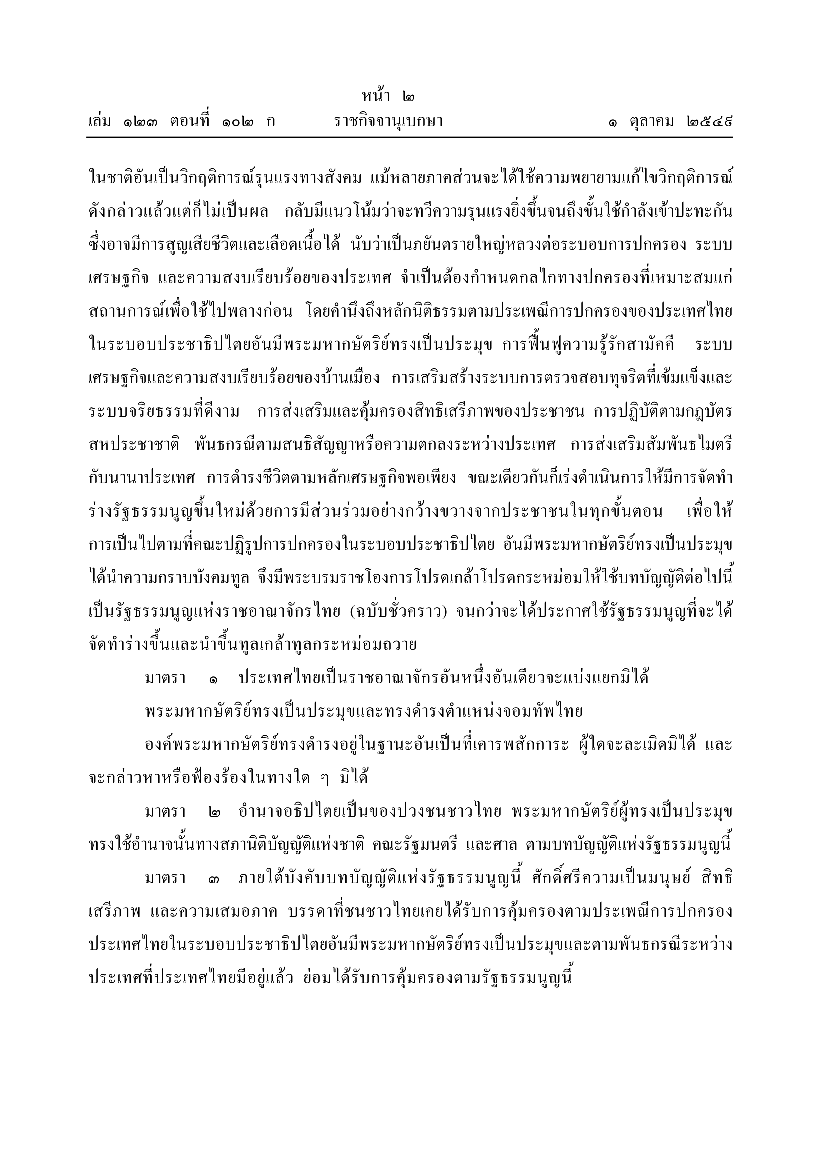 หน้า ๒
เล่ม ๑๒๓ ตอนที่ ๑๐๒ ก ราชกิจจานุเบกษา ๑ ตุลาคม ๒๕๔๙
ในชาติอันเป็นวิกฤติการณ์รุนแรงทางสังคม แม้หลายภาคส่วนจะได้ใช้ความพยายามแก้ไขวิกฤติการณ์
ดังกล่าวแล้วแต่ก็ไม่เป็นผล กลับมีแนวโน้มว่าจะทวีความรุนแรงยิ่งขึ้นจนถึงขั้นใช้กำลังเข้าปะทะกัน
ซึ่งอาจมีการสูญเสียชีวิตและเลือดเนื้อได้ นับว่าเป็นภยันตรายใหญ่หลวงต่อระบอบการปกครอง ระบบ
เศรษฐกิจ และความสงบเรียบร้อยของประเทศ จำเป็นต้องกำหนดกลไกทางปกครองที่เหมาะสมแก่
สถานการณ์เพื่อใช้ไปพลางก่อน โดยคำนึงถึงหลักนิติธรรมตามประเพณีการปกครองของประเทศไทย
ในระบอบประชาธิปไตยอันมีพระมหากษัตริย์ทรงเป็นประมุข การฟื้นฟูความรู้รักสามัคคี ระบบ
เศรษฐกิจและความสงบเรียบร้อยของบ้านเมือง การเสริมสร้างระบบการตรวจสอบทุจริตที่เข้มแข็งและ
ระบบจริยธรรมที่ดีงาม การส่งเสริมและคุ้มครองสิทธิเสรีภาพของประชาชน การปฏิบัติตามกฎบัตร
สหประชาชาติ พันธกรณีตามสนธิสัญญาหรือความตกลงระหว่างประเทศ การส่งเสริมสัมพันธไมตรี
กับนานาประเทศ การดำรงชีวิตตามหลักเศรษฐกิจพอเพียง ขณะเดียวกันก็เร่งดำเนินการให้มีการจัดทำ
ร่างรัฐธรรมนูญขึ้นใหม่ด้วยการมีส่วนร่วมอย่างกว้างขวางจากประชาชนในทุกขั้นตอน เพื่อให้
การเป็นไปตามที่คณะปฏิรูปการปกครองในระบอบประชาธิปไตย อันมีพระมหากษัตริย์ทรงเป็นประมุข
ได้นำความกราบบังคมทูล จึงมีพระบรมราชโองการโปรดเกล้าโปรดกระหม่อมให้ใช้บทบัญญัติต่อไปนี้
เป็นรัฐธรรมนูญแห่งราชอาณาจักรไทย (ฉบับชั่วคราว) จนกว่าจะได้ประกาศใช้รัฐธรรมนูญที่จะได้
จัดทำร่างขึ้นและนำขึ้นทูลเกล้าทูลกระหม่อมถวาย
มาตรา ๑ ประเทศไทยเป็นราชอาณาจักรอันหนึ่งอันเดียวจะแบ่งแยกมิได้
พระมหากษัตริย์ทรงเป็นประมุขและทรงดำรงตำแหน่งจอมทัพไทย
องค์พระมหากษัตริย์ทรงดำรงอยู่ในฐานะอันเป็นที่เคารพสักการะ ผู้ใดจะละเมิดมิได้ และ
จะกล่าวหาหรือฟ้องร้องในทางใด ๆ มิได้
มาตรา ๒ อำนาจอธิปไตยเป็นของปวงชนชาวไทย พระมหากษัตริย์ผู้ทรงเป็นประมุข
ทรงใช้อำนาจนั้นทางสภานิติบัญญัติแห่งชาติ คณะรัฐมนตรี และศาล ตามบทบัญญัติแห่งรัฐธรรมนูญนี้
มาตรา ๓ ภายใต้บังคับบทบัญญัติแห่งรัฐธรรมนูญนี้ ศักดิ์ศรีความเป็นมนุษย์ สิทธิ
เสรีภาพ และความเสมอภาค บรรดาที่ชนชาวไทยเคยได้รับการคุ้มครองตามประเพณีการปกครอง
ประเทศไทยในระบอบประชาธิปไตยอันมีพระมหากษัตริย์ทรงเป็นประมุขและตามพันธกรณีระหว่าง
ประเทศที่ประเทศไทยมีอยู่แล้ว ย่อมได้รับการคุ้มครองตามรัฐธรรมนูญนี้